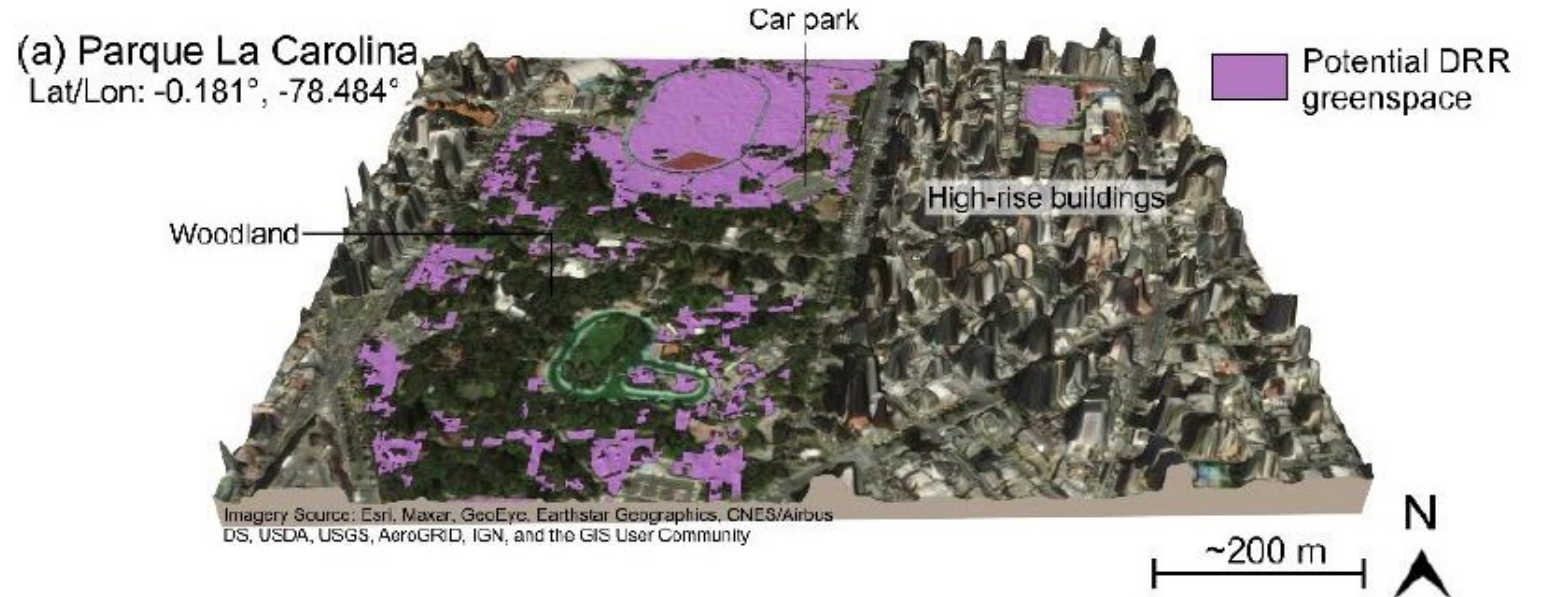 Car park
(a) Parque La Carolina
Lat/Lon: -0.181°, -78.484°
Potential DRR
greenspace
High-rise buildings
Woodland
Imagery Source: Esri, Maxar, GeoEye, Earthstar Geographics, CNES/Airbus
DS, USDA, USGS, AeroGRID, IGN, and the GIS User Community
N
~200 m